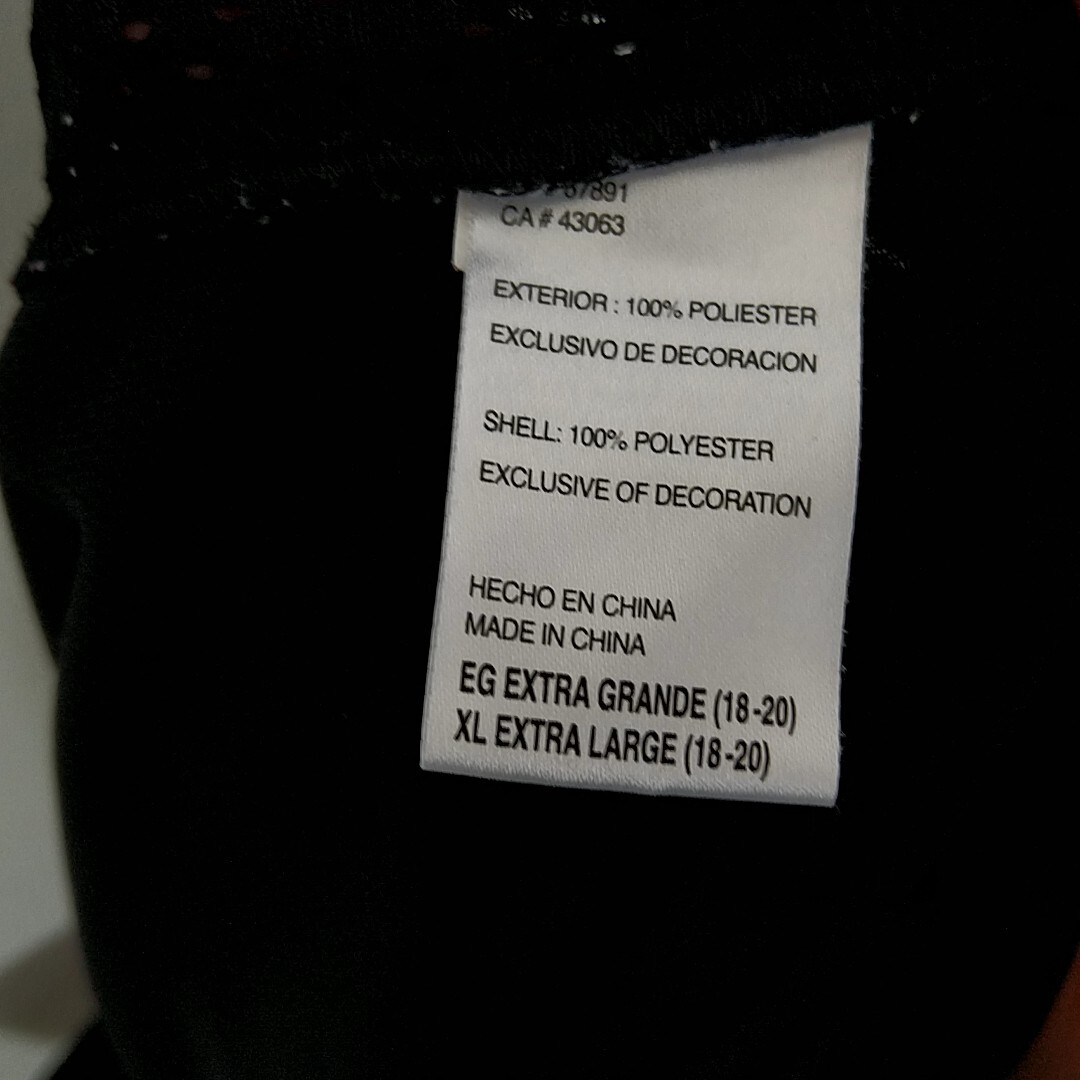 CA # 43063
EXTERIOR : 100% POLIESTER
EXCLUSIVO DE DECORACION
SHELL: 100% POLYESTER
EXCLUSIVE OF DECORATION
HECHO EN CHINA
MADE IN CHINA
EG EXTRA GRANDE (18-20)
XL EXTRA LARGE (18-20)